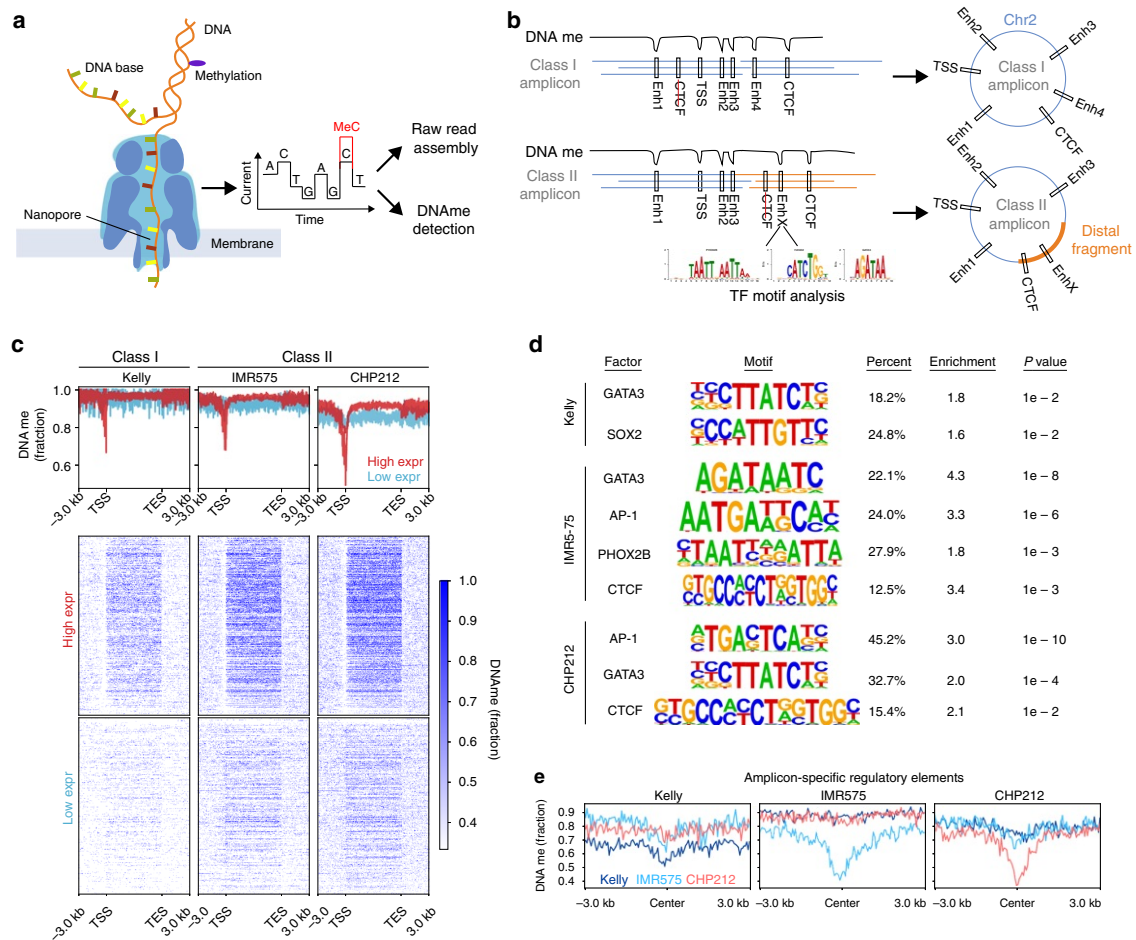 a
DNA
DNA base
Methylation
Nanopore
Membrane
MeC
Current
A
C
T
G
A
G
C
T
Time
Raw read
assembly
DNAme
detection
b
DNA me
Class I
amplicon
Enh1
CTCF
TSS
Enh2
Enh3
Enh4
CTCF
Chr2
Class I
amplicon
Enh2
Enh3
TSS
Enh4
Enh1
CTCF
DNA me
Class II
amplicon
Enh1
TSS
Enh2
Enh3
CTCF
EnhX
CTCF
TF motif analysis
Class II
amplicon
Enh2
Enh3
TSS
Enh1
CTCF
EnhX
Distal
fragment
c
Class I
Class II
Kelly
IMR575
CHP212
DNA me
(fratction)
1.0
0.8
0.6
High expr
Low expr
–3.0 kb
TSS
TES
3.0 kb
–3.0 kb
TSS
TES
3.0 kb
–3.0 kb
TSS
TES
3.0 kb
High expr
Low expr
1.0
0.9
0.8
0.7
0.6
0.5
0.4
DNAme (fraction)
–3.0 kb
TSS
TES
3.0 kb
–3.0
TSS
TES
3.0 kb
–3.0 kb
TSS
TES
3.0 kb
d
Factor Motif Percent Enrichment P value
Kelly
GATA3 18.2% 1.8 1e – 2
SOX2 24.8% 1.6 1e – 2
IMR5-75
GATA3 AGATAATC 22.1% 4.3 1e – 8
AP-1 24.0% 3.3 1e – 6
PHOX2B 27.9% 1.8 1e – 3
CTCF 12.5% 3.4 1e – 3
CHP212
AP-1 45.2% 3.0 1e – 10
GATA3 32.7% 2.0 1e – 4
CTCF 15.4% 2.1 1e – 2
e
Amplicon-specific regulatory elements
Kelly IMR575 CHP212
DNA me (fraction)
0.9
0.8
0.7
0.6
0.5
0.4
Kelly IMR575 CHP212
–3.0 kb Center 3.0 kb –3.0 kb Center 3.0 kb –3.0 kb Center 3.0 kb